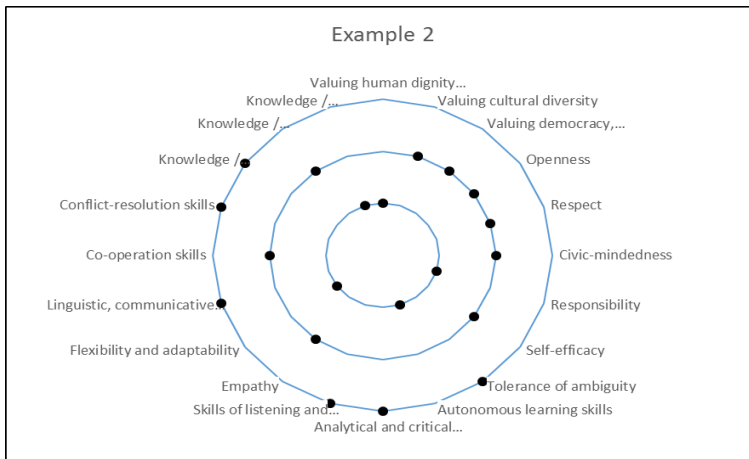 Example 2
Valuing human dignity...
Valuing cultural diversity
Valuing democracy,...
Openness
Respect
Civic-mindedness
Responsibility
Self-efficacy
Tolerance of ambiguity
Autonomous learning skills
Analytical and critical...
Skills of listening and...
Empathy
Flexibility and adaptability
Linguistic, communicative...
Co-operation skills
Conflict-resolution skills
Knowledge /...
Knowledge /...
Knowledge /...